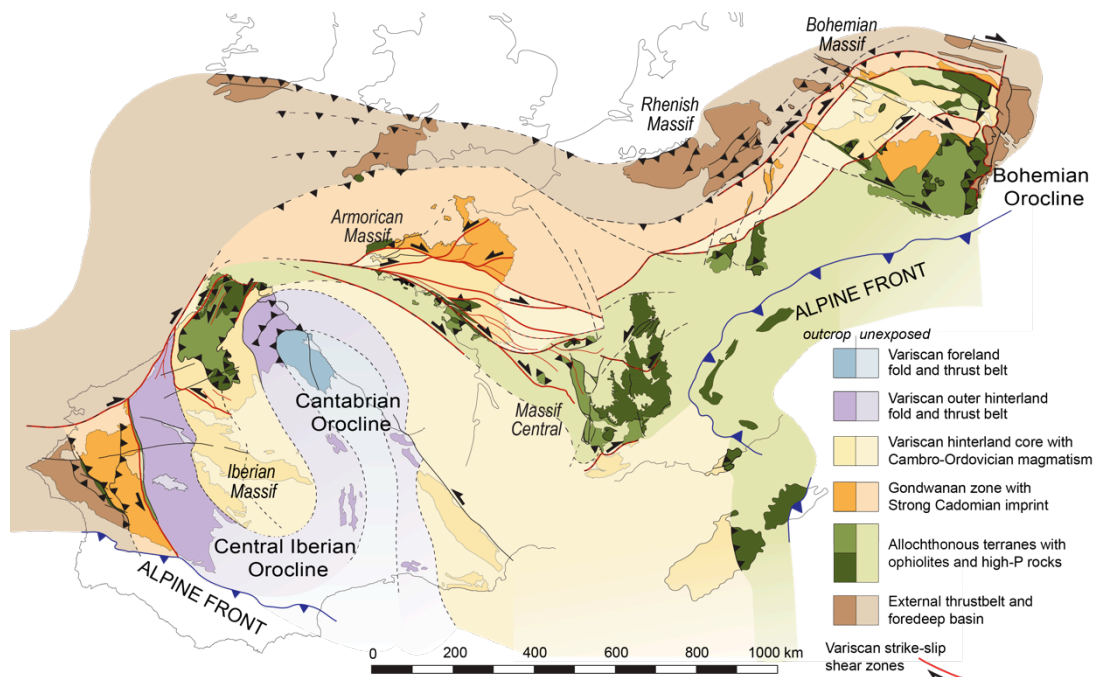 Bohemian
Massif
Rhenish
Massif
Bohemian
Orocline
Armorican
Massif
ALPINE FRONT
Cantabrian
Orocline
Massif
Central
Iberian
Massif
Central Iberian
Orocline
ALPINE FRONT
outcrop unexposed
Variscan foreland
fold and thrust belt
Variscan outer hinterland
fold and thrust belt
Variscan hinterland core with
Cambro-Ordovician magmatism
Gondwanan zone with
Strong Cadomian imprint
Allochthonous terranes with
ophiolites and high-P rocks
External thrustbelt and
foredeep basin
Variscan strike-slip
shear zones
0 200 400 600 800 1000 km